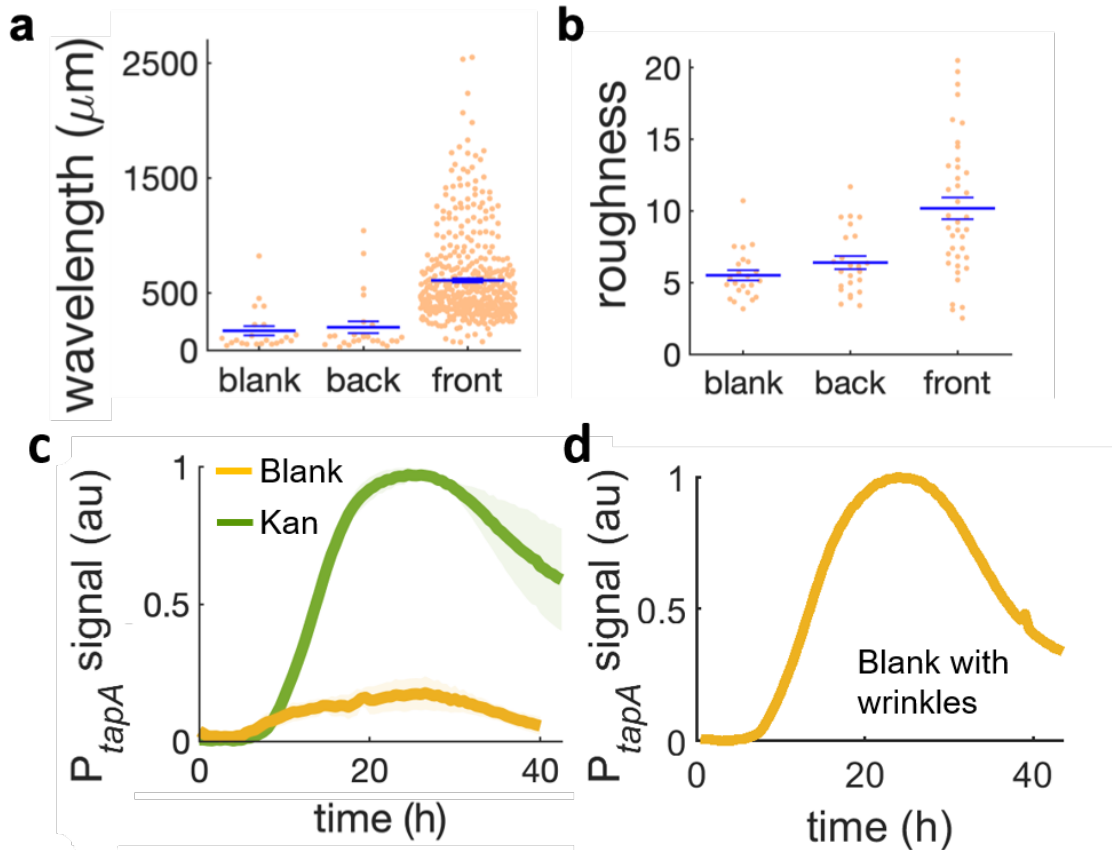 a
wavelength (μm)
2500
1500
500
0
blank back front
b
roughness
20
15
10
5
0
blank back front
c
P tapA signal (au)
1
0.5
0
Blank
Kan
0 20 40
time (h)
d
P tapA signal (au)
1
0.5
0
Blank with
wrinkles
0 20 40
time (h)